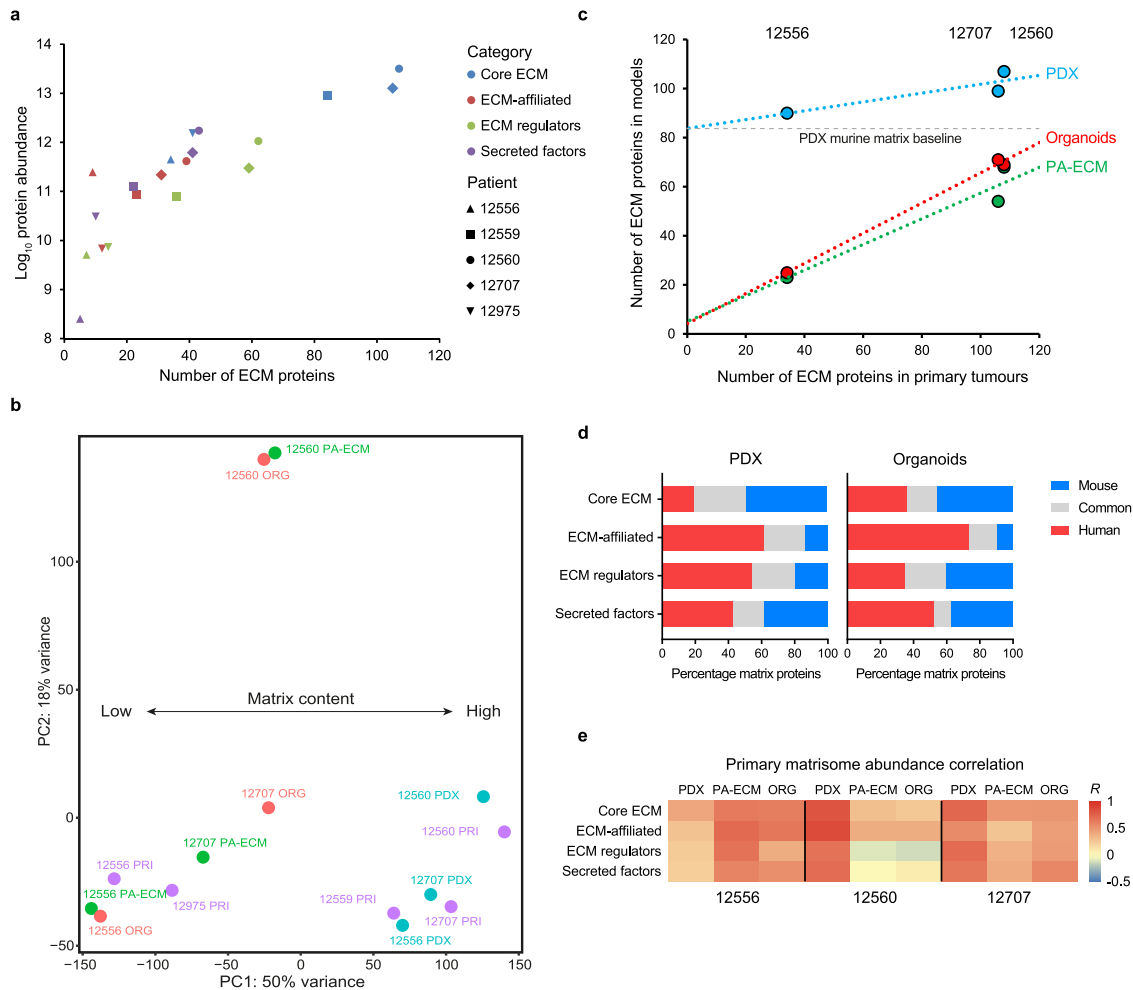 a
14
13
12
11
10
9
8
0
20
40
60
80
100
120
Log10 protein abundance
Number of ECM proteins
Category
Core ECM
ECM-affiliated
ECM regulators
Secreted factors
Patient
12556
12559
12560
12707
12975
c
12556
12707
12560
120
100
80
60
40
20
0
0
20
40
60
80
100
120
PDX
PDX murine matrix baseline
Organoids
PA-ECM
Number of ECM proteins in models
Number of ECM proteins in primary tumours
b
12560 PA-ECM
12560 ORG
100
50
0
−50
PC2: 18% variance
Matrix content
Low
High
12707 ORG
12560 PDX
12560 PRI
12707 PA-ECM
12556 PRI
12556 PA-ECM
12975 PRI
12556 ORG
12707 PDX
12559 PRI
12707 PRI
12556 PDX
−150
−100
−50
0
50
100
150
PC1: 50% variance
d
PDX
Organoids
Core ECM
ECM-affiliated
ECM regulators
Secreted factors
0 20 40 60 80 100
0 20 40 60 80 100
Percentage matrix proteins
Percentage matrix proteins
Mouse
Common
Human
e
Primary matrisome abundance correlation
PDX PA-ECM ORG PDX PA-ECM ORG PDX PA-ECM ORG
R
Core ECM
ECM-affiliated
ECM regulators
Secreted factors
1
0.5
0
-0.5
12556
12560
12707